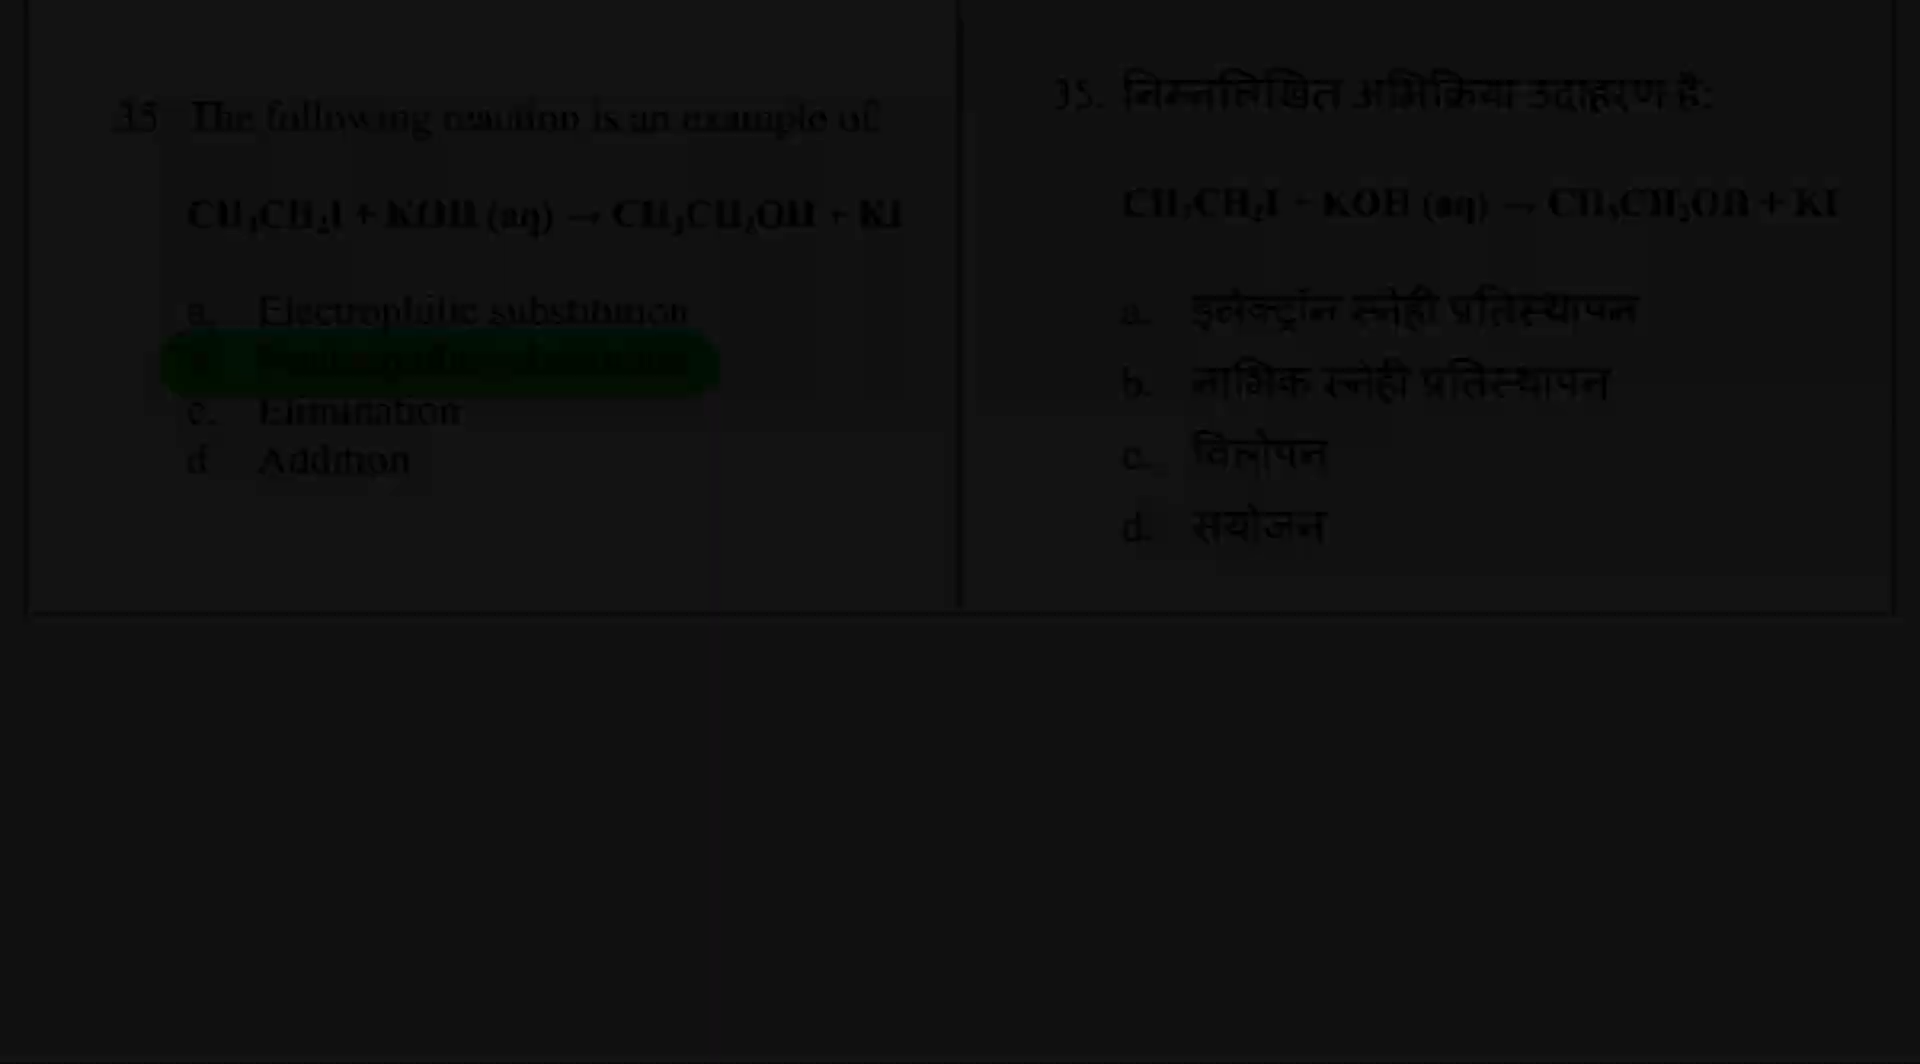 35 The following reaction is an example of:
CH₃CH₂I + KOH (aq) → CH₃CH₂OH + KI
a. Electrophilic substitution
c. Elimination
d. Addition
35. निम्नलिखित अभिक्रिया उदाहरण है:
CH₃CH₂I + KOH (aq) → CH₃CH₂OH + KI
a. इलेक्ट्रॉन स्नेही प्रतिस्थापन
b. नाभिक स्नेही प्रतिस्थापन
c. विलोपन
d. संयोजन